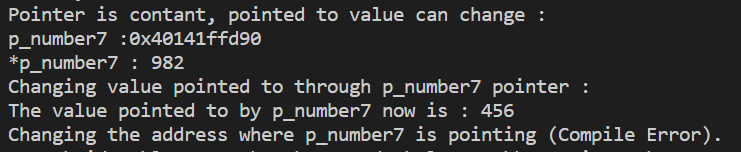 Pointer is contant, pointed to value can change :
p_number7 :0x40141ffd90
*p_number7 : 982
Changing value pointed to through p_number7 pointer :
The value pointed to by p_number7 now is : 456
Changing the address where p_number7 is pointing (Compile Error).